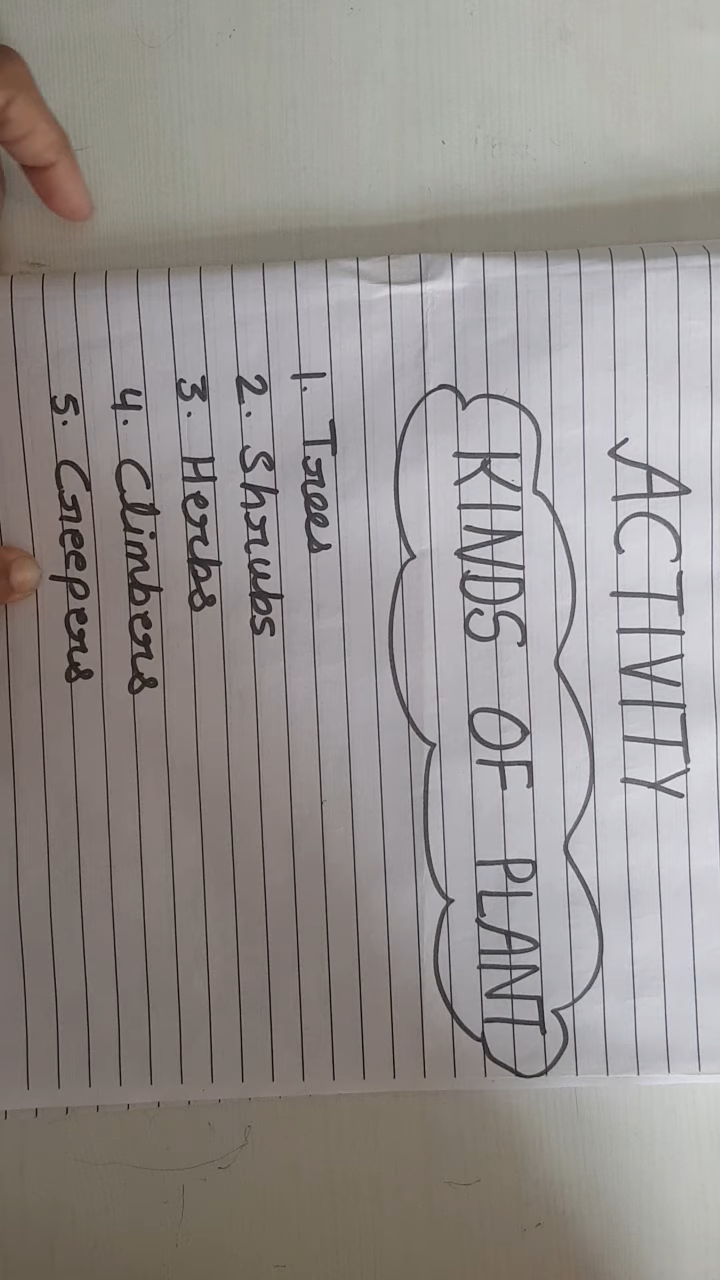 ACTIVITY
KINDS OF PLANT
1. Trees
2. Shrubs
3. Herbs
4. Climbers
5. Creepers